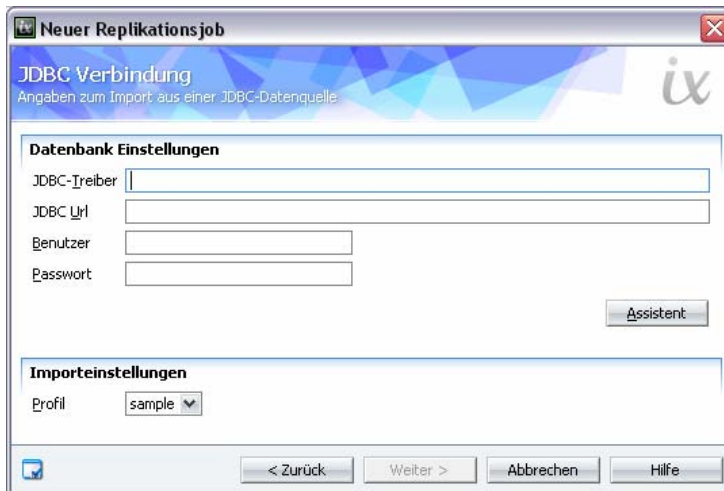 ix Neuer Replikationsjob
JDBC Verbindung
Angaben zum Import aus einer JDBC-Datenquelle
ix
Datenbank Einstellungen
JDBC-Treiber
JDBC Url
Benutzer
Passwort
Assistent
Importeinstellungen
Profil sample
< Zurück Weiter > Abbrechen Hilfe